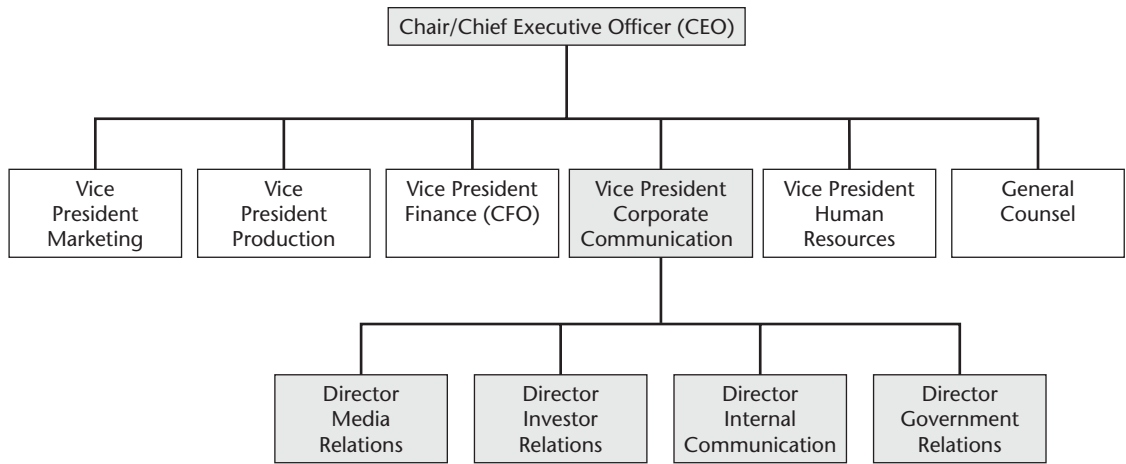 Chair/Chief Executive Officer (CEO)
Vice
President
Marketing
Vice
President
Production
Vice President
Finance (CFO)
Vice President
Corporate
Communication
Vice President
Human
Resources
General
Counsel
Director
Media
Relations
Director
Investor
Relations
Director
Internal
Communication
Director
Government
Relations